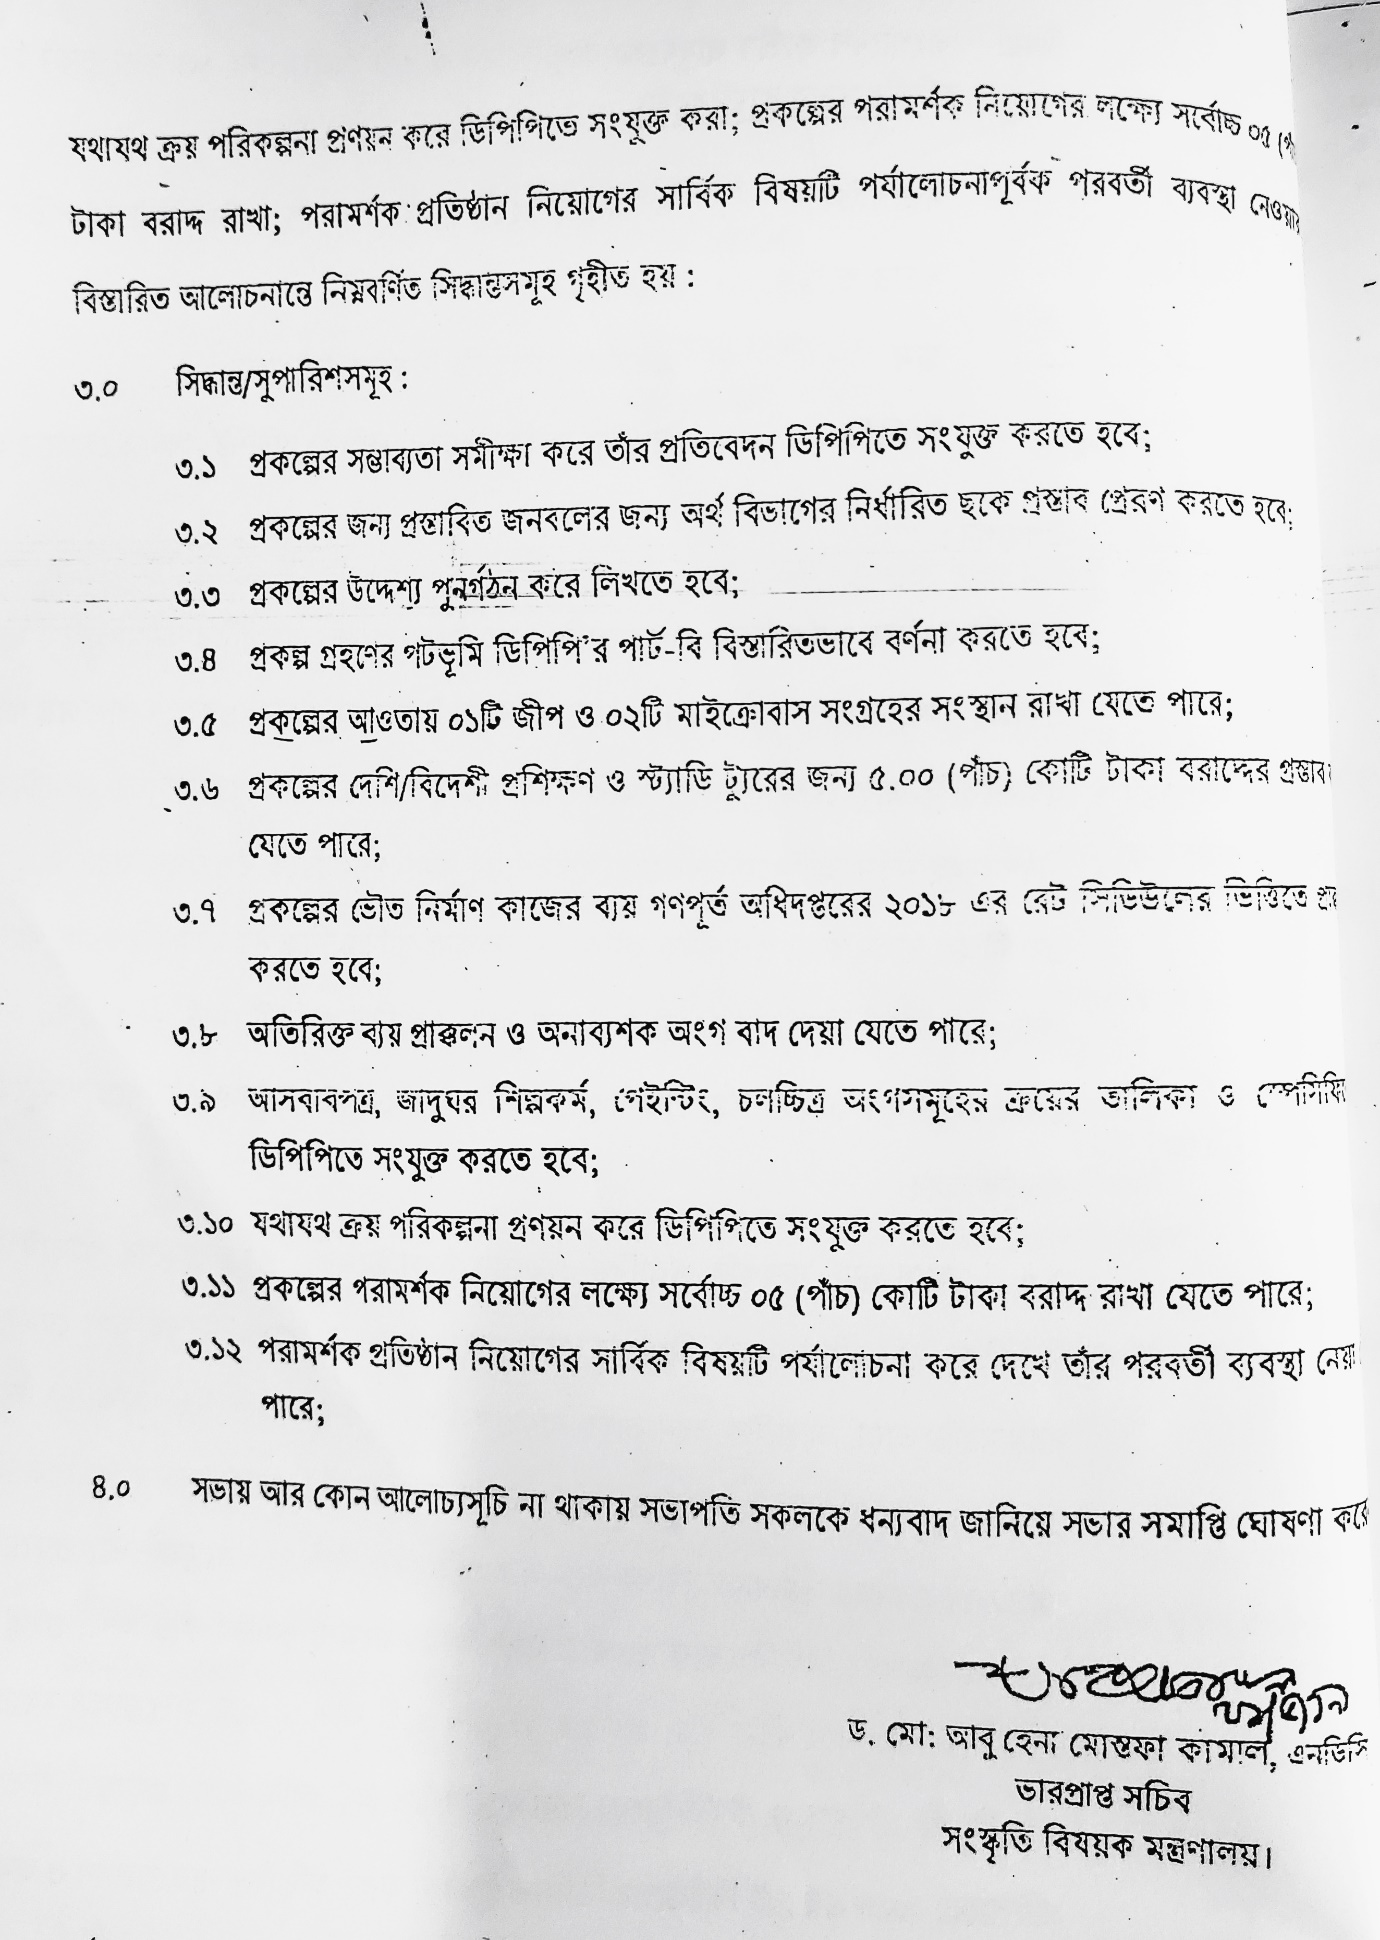 যথাযথ ক্রয় পরিকল্পনা প্রণয়ন করে ডিপিপিতে সংযুক্ত করা; প্রকল্পের পরামর্শক নিয়োগের লক্ষ্যে সর্বোচ্চ ০৫
টাকা বরাদ্দ রাখা; পরামর্শক প্রতিষ্ঠান নিয়োগের সার্বিক বিষয়টি পর্যালোচনাপূর্বক পরবর্তী ব্যবস্থা
বিস্তারিত আলোচনান্তে নিম্নবর্ণিত সিদ্ধান্তসমূহ গৃহীত হয় :
৩.০ সিদ্ধান্ত/সুপারিশসমূহ :
৩.১ প্রকল্পের সম্ভাব্যতা সমীক্ষা করে তাঁর প্রতিবেদন ডিপিপিতে সংযুক্ত করতে হবে;
৩.২ প্রকল্পের জন্য প্রস্তাবিত জনবলের জন্য অর্থ বিভাগের নির্ধারিত ছকে প্রস্তাব প্রেরণ করতে হবে;
৩.৩ প্রকল্পের উদ্দেশ্য পুনর্গঠন করে লিখতে হবে;
৩.৪ প্রকল্প গ্রহণের পটভূমি ডিপিপি'র পার্ট-বি বিস্তারিতভাবে বর্ণনা করতে হবে;
৩.৫ প্রকল্পের আওতায় ০১টি জীপ ও ০২টি মাইক্রোবাস সংগ্রহের সংস্থান রাখা যেতে পারে;
৩.৬ প্রকল্পের দেশি/বিদেশী প্রশিক্ষণ ও স্ট্যাডি ট্যুরের জন্য ৫.০০ (পাঁচ) কোটি টাকা বরাদ্দের প্রস্তাব
যেতে পারে;
৩.৭ প্রকল্পের ভৌত নির্মাণ কাজের ব্যয় গণপূর্ত অধিদপ্তরের ২০১৮ এর রেট সিডিউলের ভিত্তিতে
করতে হবে;
৩.৮ অতিরিক্ত ব্যয় প্রাক্কলন ও অনাব্যশক অংগ বাদ দেয়া যেতে পারে;
৩.৯ আসবাবপত্র, জাদুঘর শিল্পকর্ম, পেইন্টিং, চলচ্চিত্র অংগসমূহের ক্রয়ের তালিকা ও
ডিপিপিতে সংযুক্ত করতে হবে;
৩.১০ যথাযথ ক্রয় পরিকল্পনা প্রণয়ন করে ডিপিপিতে সংযুক্ত করতে হবে;
৩.১১ প্রকল্পের পরামর্শক নিয়োগের লক্ষ্যে সর্বোচ্চ ০৫ (পাঁচ) কোটি টাকা বরাদ্দ রাখা যেতে পারে;
৩.১২ পরামর্শক প্রতিষ্ঠান নিয়োগের সার্বিক বিষয়টি পর্যালোচনা করে দেখে তাঁর পরবর্তী ব্যবস্থা
পারে;
৪.০ সভায় আর কোন আলোচ্যসূচি না থাকায় সভাপতি সকলকে ধন্যবাদ জানিয়ে সভার সমাপ্তি ঘোষণা
ড. মো: আবু হেনা মোস্তফা কামাল, এনডিসি
ভারপ্রাপ্ত সচিব
সংস্কৃতি বিষয়ক মন্ত্রণালয়।